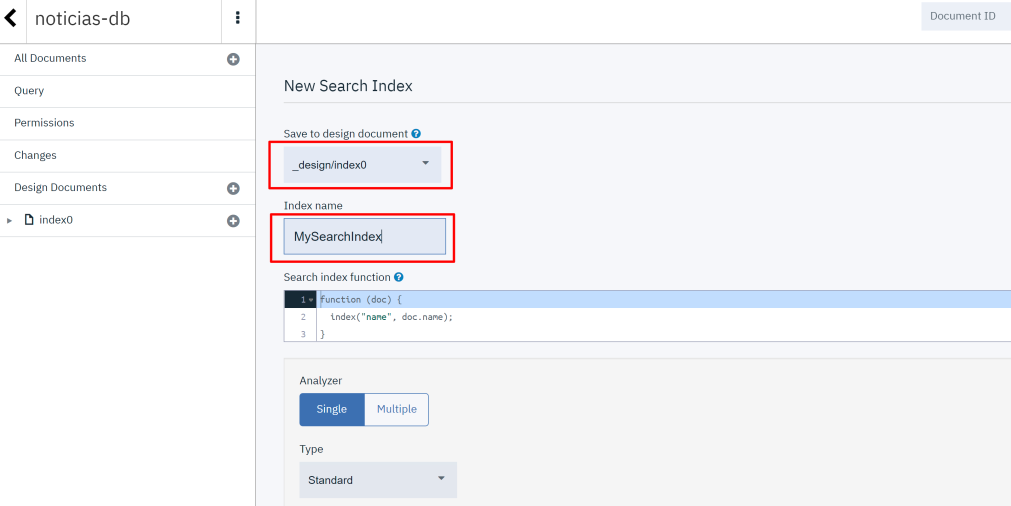 noticias-db
Document ID
All Documents
Query
Permissions
Changes
Design Documents
index0
New Search Index
Save to design document
_design/index0
Index name
MySearchIndex
Search index function
1 function (doc) {
2 index("name", doc.name);
3 }
Analyzer
Single Multiple
Type
Standard